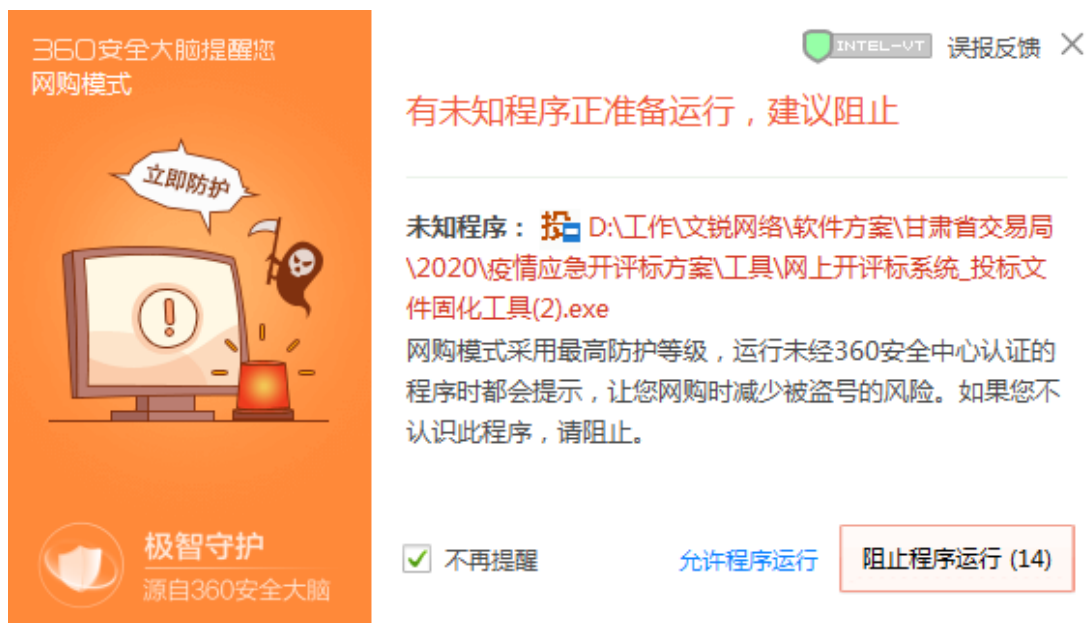 360安全大脑提醒您
网购模式
立即防护
极智守护
源自360安全大脑
INTEL-VT 误报反馈
有未知程序正准备运行，建议阻止
未知程序： 投 D:\工作\文锐网络\软件方案\甘肃省交易局
\2020\疫情应急开评标方案\工具\网上开评标系统_投标文
件固化工具(2).exe
网购模式采用最高防护等级，运行未经360安全中心认证的
程序时都会提示，让您网购时减少被盗号的风险。如果您不
认识此程序，请阻止。
不再提醒 允许程序运行 阻止程序运行 (14)